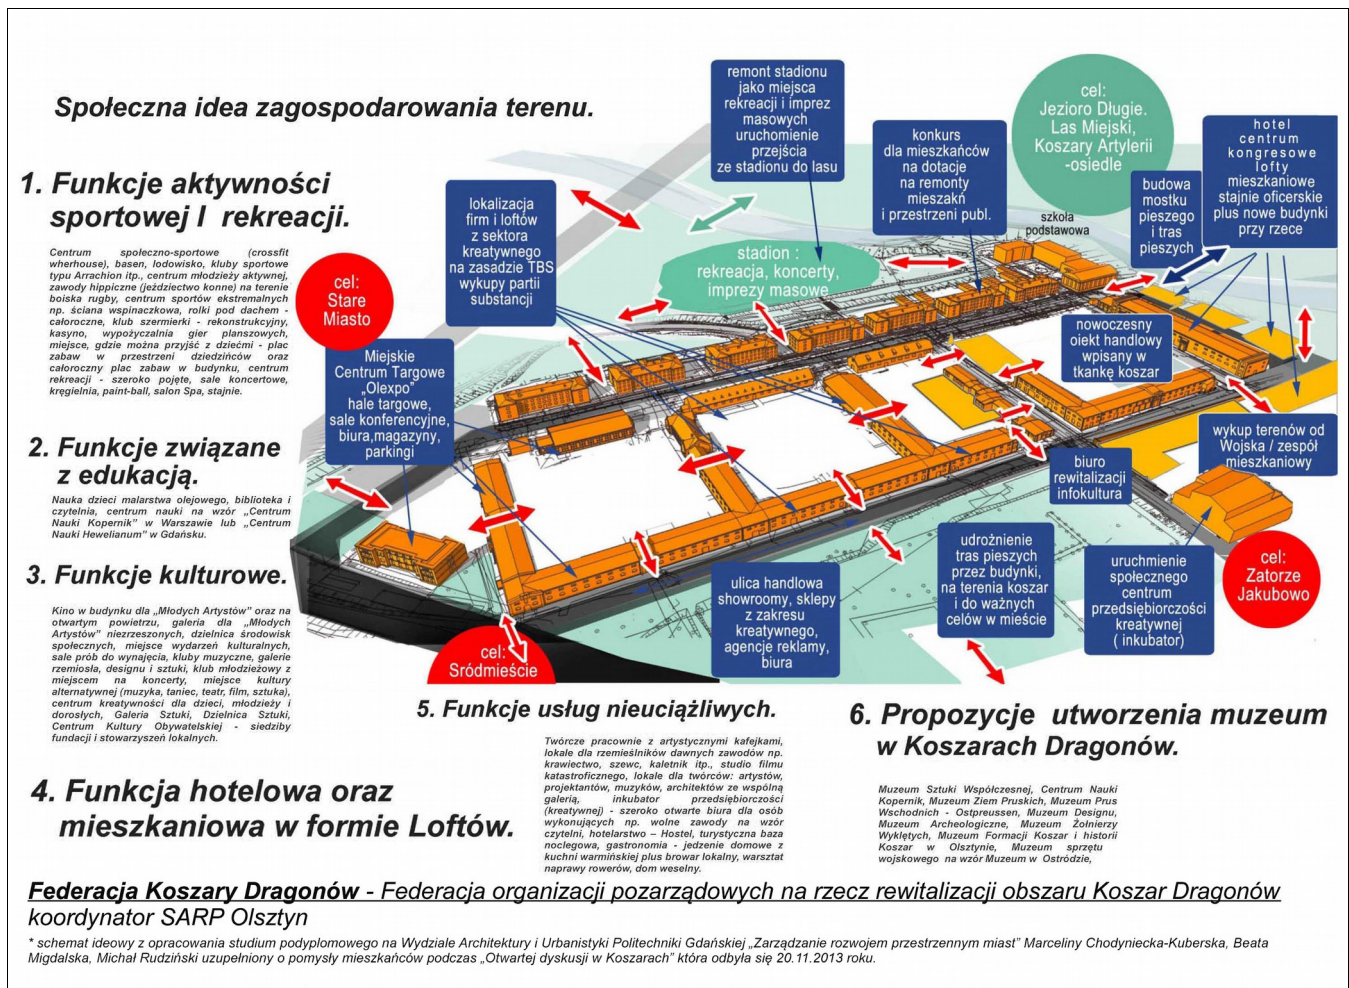 Społeczna idea zagospodarowania terenu.
1. Funkcje aktywności
sportowej I rekreacji.
Centrum społeczno-sportowe (crossfit
wherhouse), basen, lodowisko, kluby sportowe
typu Arrachion itp., centrum młodzieży aktywnej,
zawody hippiczne (jeździectwo konne) na terenie
boiska rugby, centrum sportów ekstremalnych
np. ściana wspinaczkowa, rolki pod dachem -
całoroczne, klub szermierki - rekonstrukcyjny,
kasyno, wypożyczalnia gier planszowych,
miejsce, gdzie można przyjść z dziećmi - plac
zabaw w przestrzeni dziedzińców oraz
całoroczny plac zabaw w budynku, centrum
rekreacji - szeroko pojęte, sale koncertowe,
kręgielnia, paint-ball, salon Spa, stajnie.
2. Funkcje związane
z edukacją.
Nauka dzieci malarstwa olejowego, biblioteka i
czytelnia, centrum nauki na wzór „Centrum
Nauki Kopernik” w Warszawie lub „Centrum
Nauki Hewelianum” w Gdańsku.
3. Funkcje kulturowe.
Kino w budynku dla „Młodych Artystów” oraz na
otwartym powietrzu, galeria dla „Młodych
Artystów” niezrzeszonych, dzielnica środowisk
społecznych, miejsce wydarzeń kulturalnych,
sale prób do wynajęcia, kluby muzyczne, galerie
rzemiosła, designu i sztuki, klub młodzieżowy z
miejscem na koncerty, miejsce kultury
alternatywnej (muzyka, taniec, teatr, film, sztuka),
centrum kreatywności dla dzieci, młodzieży i
dorosłych, Galeria Sztuki, Dzielnica Sztuki,
Centrum Kultury Obywatelskiej - siedziby
fundacji i stowarzyszeń lokalnych.
4. Funkcja hotelowa oraz
mieszkaniowa w formie Loftów.
cel:
Stare
Miasto
Miejskie
Centrum Targowe
„Olexpo”
hale targowe,
sale konferencyjne,
biura,magazyny,
parkingi
lokalizacja
firm i loftów
z sektora
kreatywnego
na zasadzie TBS
wykupy partii
substancji
remont stadionu
jako miejsca
rekreacji i imprez
masowych
uruchomienie
przejścia
ze stadionu do lasu
stadion :
rekreacja, koncerty,
imprezy masowe
konkurs
dla mieszkańców
na dotacje
na remonty
mieszakń
i przestrzeni publ.
cel:
Jezioro Długie.
Las Miejski,
Koszary Artylerii
-osiedle
szkoła
podstawowa
budowa
mostku
pieszego
i tras
pieszych
hotel
centrum
kongresowe
lofty
mieszkaniowe
stajnie oficerskie
plus nowe budynki
przy rzece
nowoczesny
oiekt handlowy
wpisany w
tkankę koszar
wykup terenów od
Wojska / zespół
mieszkaniowy
biuro
rewitalizacji
infokultura
cel:
Śródmieście
ulica handlowa
showroomy, sklepy
z zakresu
kreatywnego,
agencje reklamy,
biura
udrożnienie
tras pieszych
przez budynki,
na terenia koszar
i do ważnych
celów w mieście
uruchmienie
społecznego
centrum
przedsiębiorczości
kreatywnej
( inkubator)
cel:
Zatorze
Jakubowo
5. Funkcje usług nieuciążliwych.
Twórcze pracownie z artystycznymi kafejkami,
lokale dla rzemieślników dawnych zawodów np.
krawiectwo, szewc, kaletnik itp., studio filmu
katastroficznego, lokale dla twórców: artystów,
projektantów, muzyków, architektów ze wspólną
galerią, inkubator przedsiębiorczości
(kreatywnej) - szeroko otwarte biura dla osób
wykonujących np. wolne zawody na wzór
czytelni, hotelarstwo – Hostel, turystyczna baza
noclegowa, gastronomia - jedzenie domowe z
kuchni warmińskiej plus browar lokalny, warsztat
naprawy rowerów, dom weselny.
6. Propozycje utworzenia muzeum
w Koszarach Dragonów.
Muzeum Sztuki Współczesnej, Centrum Nauki
Kopernik, Muzeum Ziem Pruskich, Muzeum Prus
Wschodnich - Ostpreussen, Muzeum Designu,
Muzeum Archeologiczne, Muzeum Żołnierzy
Wyklętych, Muzeum Formacji Koszar i historii
Koszar w Olsztynie, Muzeum sprzętu
wojskowego na wzór Muzeum w Ostródzie,
Federacja Koszary Dragonów - Federacja organizacji pozarządowych na rzecz rewitalizacji obszaru Koszar Dragonów
koordynator SARP Olsztyn
* schemat ideowy z opracowania studium podyplomowego na Wydziale Architektury i Urbanistyki Politechniki Gdańskiej „Zarządzanie rozwojem przestrzennym miast” Marceliny Chodyniecka-Kuberska, Beata
Migdalska, Michał Rudziński uzupełniony o pomysły mieszkańców podczas „Otwartej dyskusji w Koszarach” która odbyła się 20.11.2013 roku.